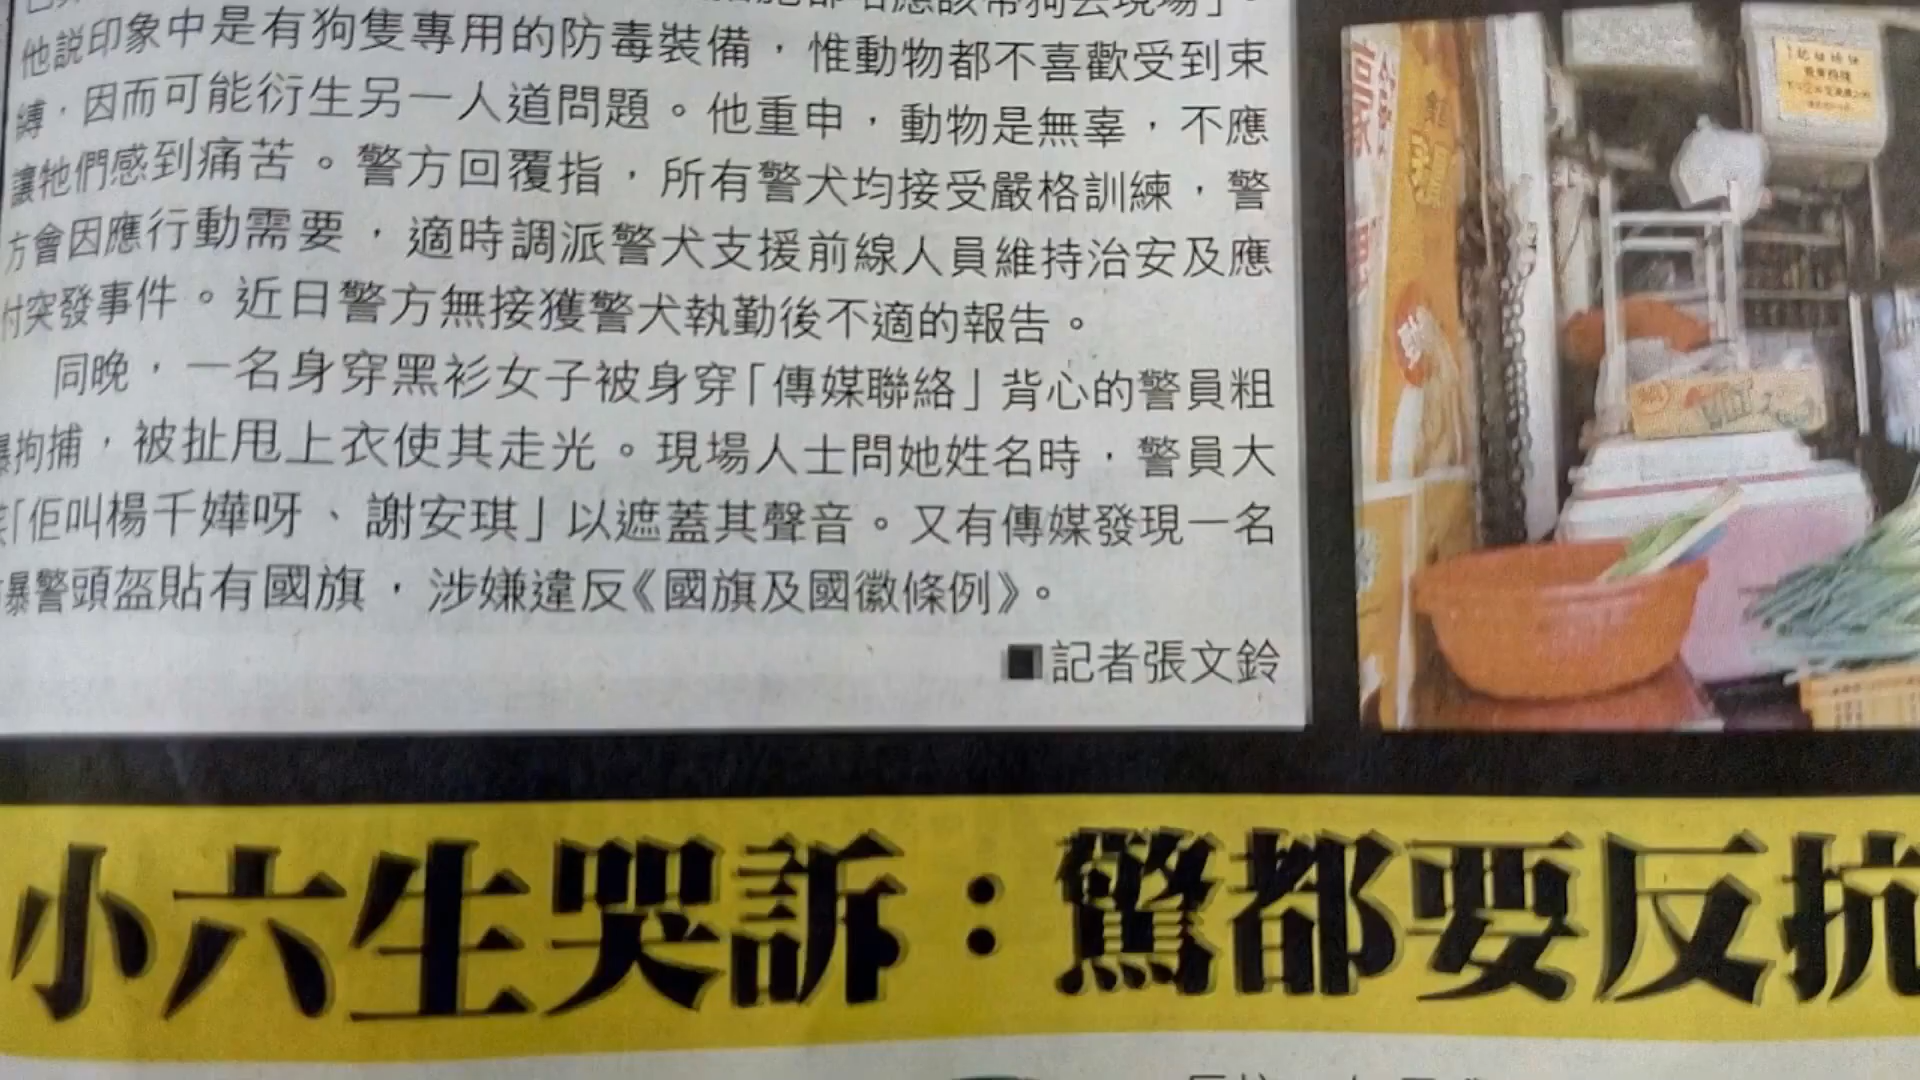 應該帶狗去現場」。
他説印象中是有狗隻專用的防毒裝備，惟動物都不喜歡受到束
縛，因而可能衍生另一人道問題。他重申，動物是無辜，不應
讓牠們感到痛苦。警方回覆指，所有警犬均接受嚴格訓練，警
方會因應行動需要，適時調派警犬支援前線人員維持治安及應
付突發事件。近日警方無接獲警犬執勤後不適的報告。
同晚，一名身穿黑衫女子被身穿「傳媒聯絡」背心的警員粗
暴拘捕，被扯甩上衣使其走光。現場人士問她姓名時，警員大
「佢叫楊千嬅呀、謝安琪」以遮蓋其聲音。又有傳媒發現一名
暴警頭盔貼有國旗，涉嫌違反《國旗及國徽條例》。
■記者張文鈴
小六生哭訴：驚都要反抗